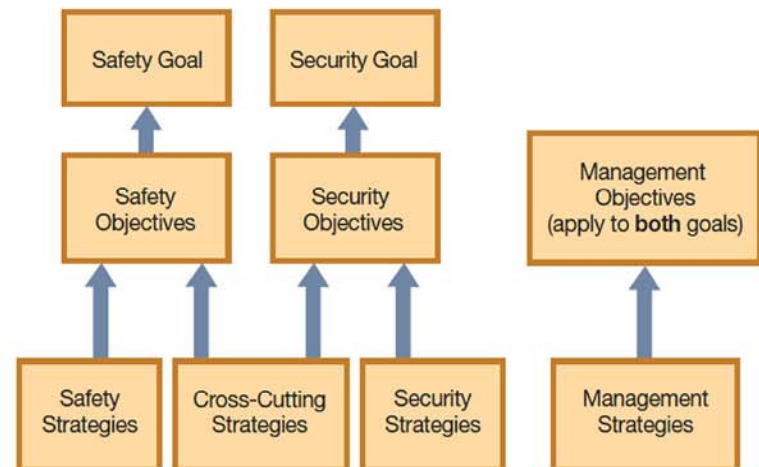 Safety Goal
Security Goal
Safety
Objectives
Security
Objectives
Management
Objectives
(apply to both goals)
Safety
Strategies
Cross-Cutting
Strategies
Security
Strategies
Management
Strategies